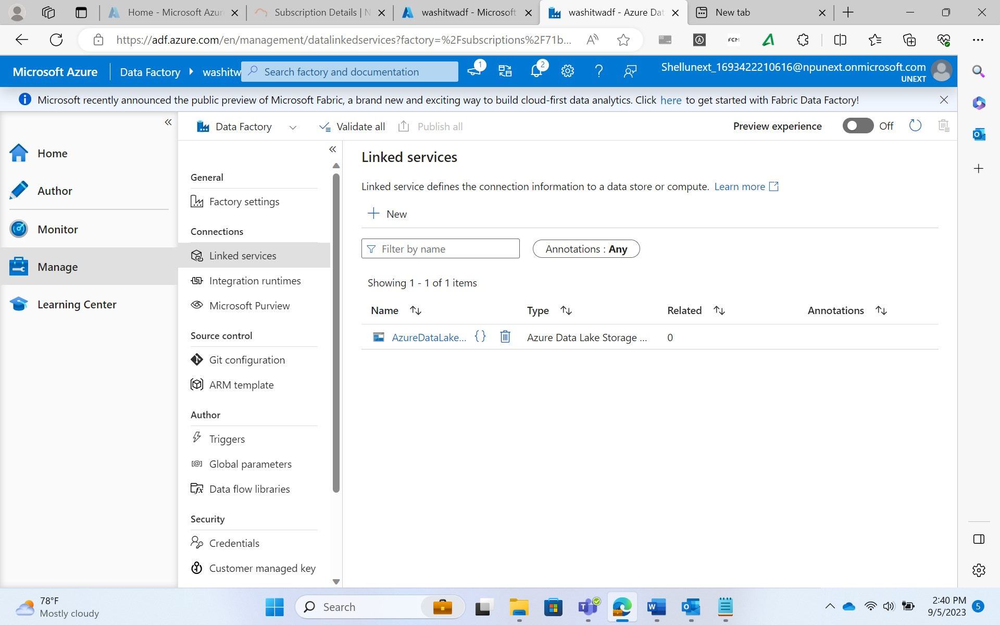 Home - Microsoft Azur
Subscription Details | N
washitwadf - Microsoft
washitwadf - Azure Dat
New tab
https://adf.azure.com/en/management/datalinkedservices?factory=%2Fsubscriptions%2F71b...
FCM
Microsoft Azure
Data Factory
washitw
Search factory and documentation
1
2
Shellunext_1693422210616@npunext.onmicrosoft.com
UNEXT
Microsoft recently announced the public preview of Microsoft Fabric, a brand new and exciting way to build cloud-first data analytics. Click here to get started with Fabric Data Factory!
Data Factory
Validate all
Publish all
Preview experience
Off
Home
Author
Monitor
Manage
Learning Center
General
Factory settings
Connections
Linked services
Integration runtimes
Microsoft Purview
Source control
Git configuration
ARM template
Author
Triggers
Global parameters
Data flow libraries
Security
Credentials
Customer managed key
Linked services
Linked service defines the connection information to a data store or compute. Learn more
New
Filter by name
Annotations : Any
Showing 1 - 1 of 1 items
Name Type Related Annotations
AzureDataLake... {} Azure Data Lake Storage ... 0
78°F
Mostly cloudy
Search
2:40 PM
9/5/2023
5